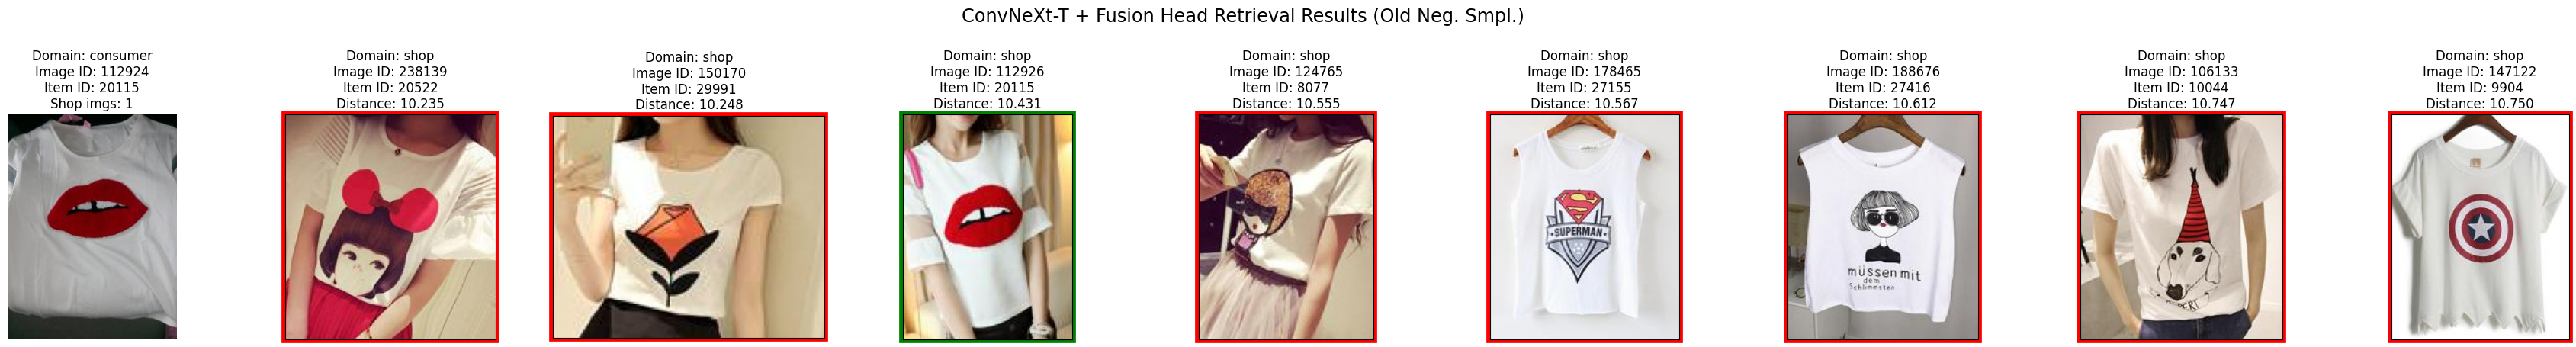 ConvNeXt-T + Fusion Head Retrieval Results (Old Neg. Smpl.)
Domain: consumer
Image ID: 112924
Item ID: 20115
Shop imgs: 1
Domain: shop
Image ID: 238139
Item ID: 20522
Distance: 10.235
Domain: shop
Image ID: 150170
Item ID: 29991
Distance: 10.248
Domain: shop
Image ID: 112926
Item ID: 20115
Distance: 10.431
Domain: shop
Image ID: 124765
Item ID: 8077
Distance: 10.555
Domain: shop
Image ID: 178465
Item ID: 27155
Distance: 10.567
SUPERMAN
Domain: shop
Image ID: 188676
Item ID: 27416
Distance: 10.612
müssen mit
dem
Schlimmsten
Domain: shop
Image ID: 106133
Item ID: 10044
Distance: 10.747
Domain: shop
Image ID: 147122
Item ID: 9904
Distance: 10.750